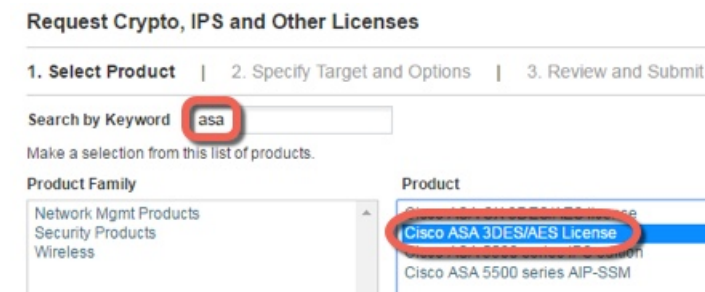 Request Crypto, IPS and Other Licenses
1. Select Product | 2. Specify Target and Options | 3. Review and Submit
Search by Keyword asa
Make a selection from this list of products.
Product Family
Network Mgmt Products
Security Products
Wireless
Product
Cisco ASA 3DES/AES License
Cisco ASA 5500 series AIP-SSM